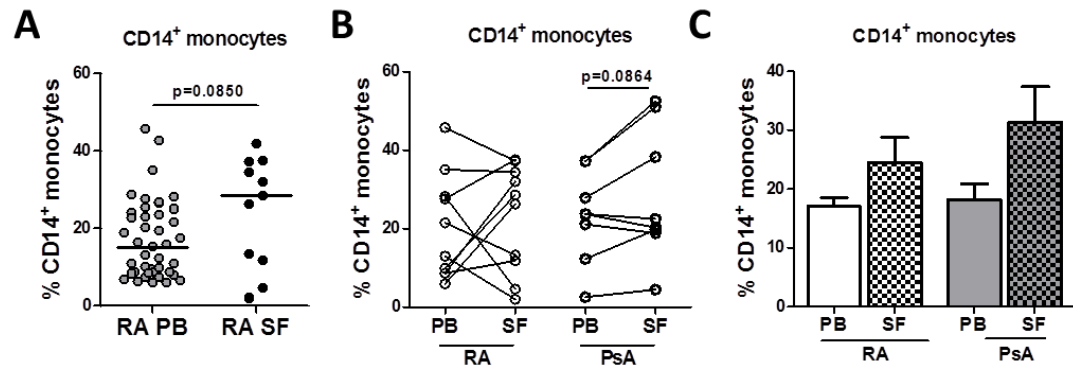 A
CD14+ monocytes
% CD14+ monocytes
60
40
20
0
p=0.0850
RA PB
RA SF
B
CD14+ monocytes
% CD14+ monocytes
60
40
20
0
p=0.0864
PB
SF
PB
SF
RA
PsA
C
CD14+ monocytes
% CD14+ monocytes
40
30
20
10
0
PB
SF
PB
SF
RA
PsA